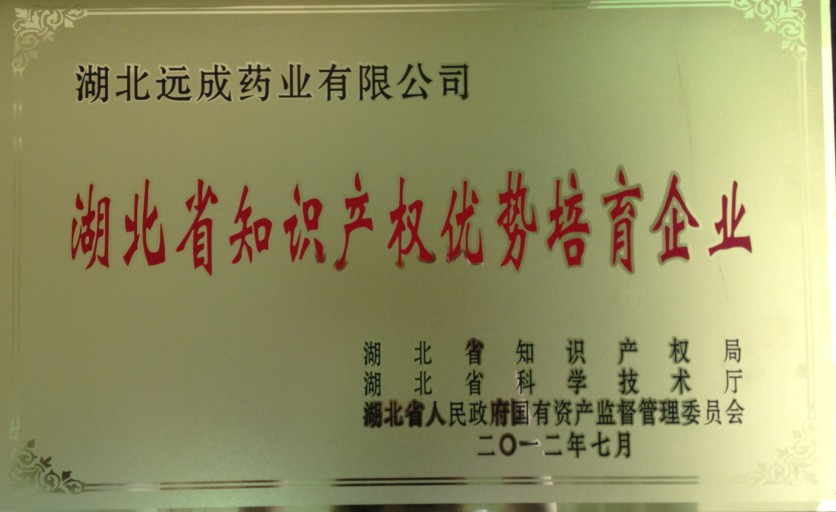 湖北远成药业有限公司
湖北省知识产权优势培育企业
湖北省知识产权局
湖北省科学技术厅
湖北省人民政府国有资产监督管理委员会
二〇一二年七月